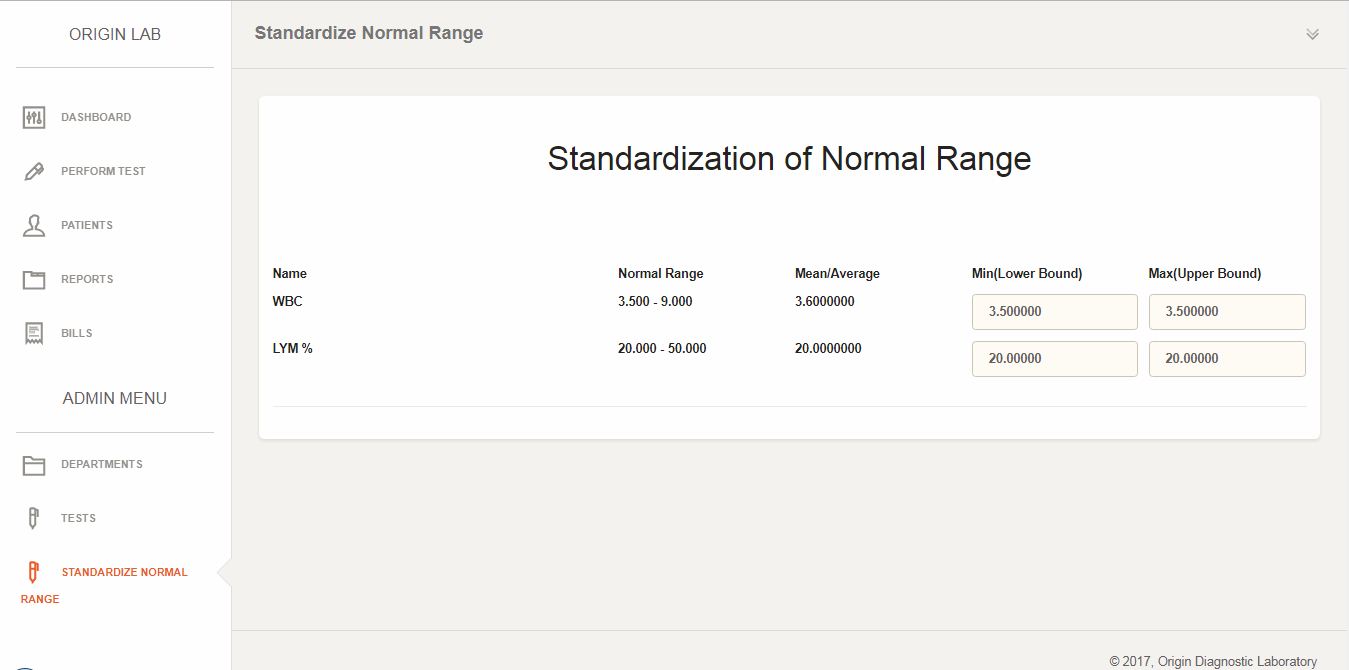 ORIGIN LAB
DASHBOARD
PERFORM TEST
PATIENTS
REPORTS
BILLS
ADMIN MENU
DEPARTMENTS
TESTS
STANDARDIZE NORMAL
RANGE
Standardize Normal Range
Standardization of Normal Range
Name Normal Range Mean/Average Min(Lower Bound) Max(Upper Bound)
WBC 3.500 - 9.000 3.6000000 3.500000 3.500000
LYM % 20.000 - 50.000 20.0000000 20.00000 20.00000
© 2017, Origin Diagnostic Laboratory